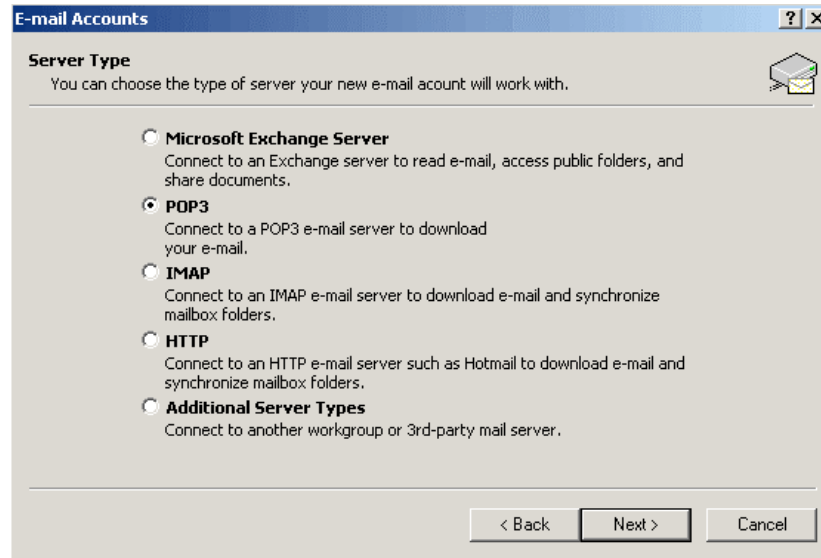 E-mail Accounts
Server Type
You can choose the type of server your new e-mail acount will work with.
Microsoft Exchange Server
Connect to an Exchange server to read e-mail, access public folders, and
share documents.
POP3
Connect to a POP3 e-mail server to download
your e-mail.
IMAP
Connect to an IMAP e-mail server to download e-mail and synchronize
mailbox folders.
HTTP
Connect to an HTTP e-mail server such as Hotmail to download e-mail and
synchronize mailbox folders.
Additional Server Types
Connect to another workgroup or 3rd-party mail server.
< Back Next > Cancel